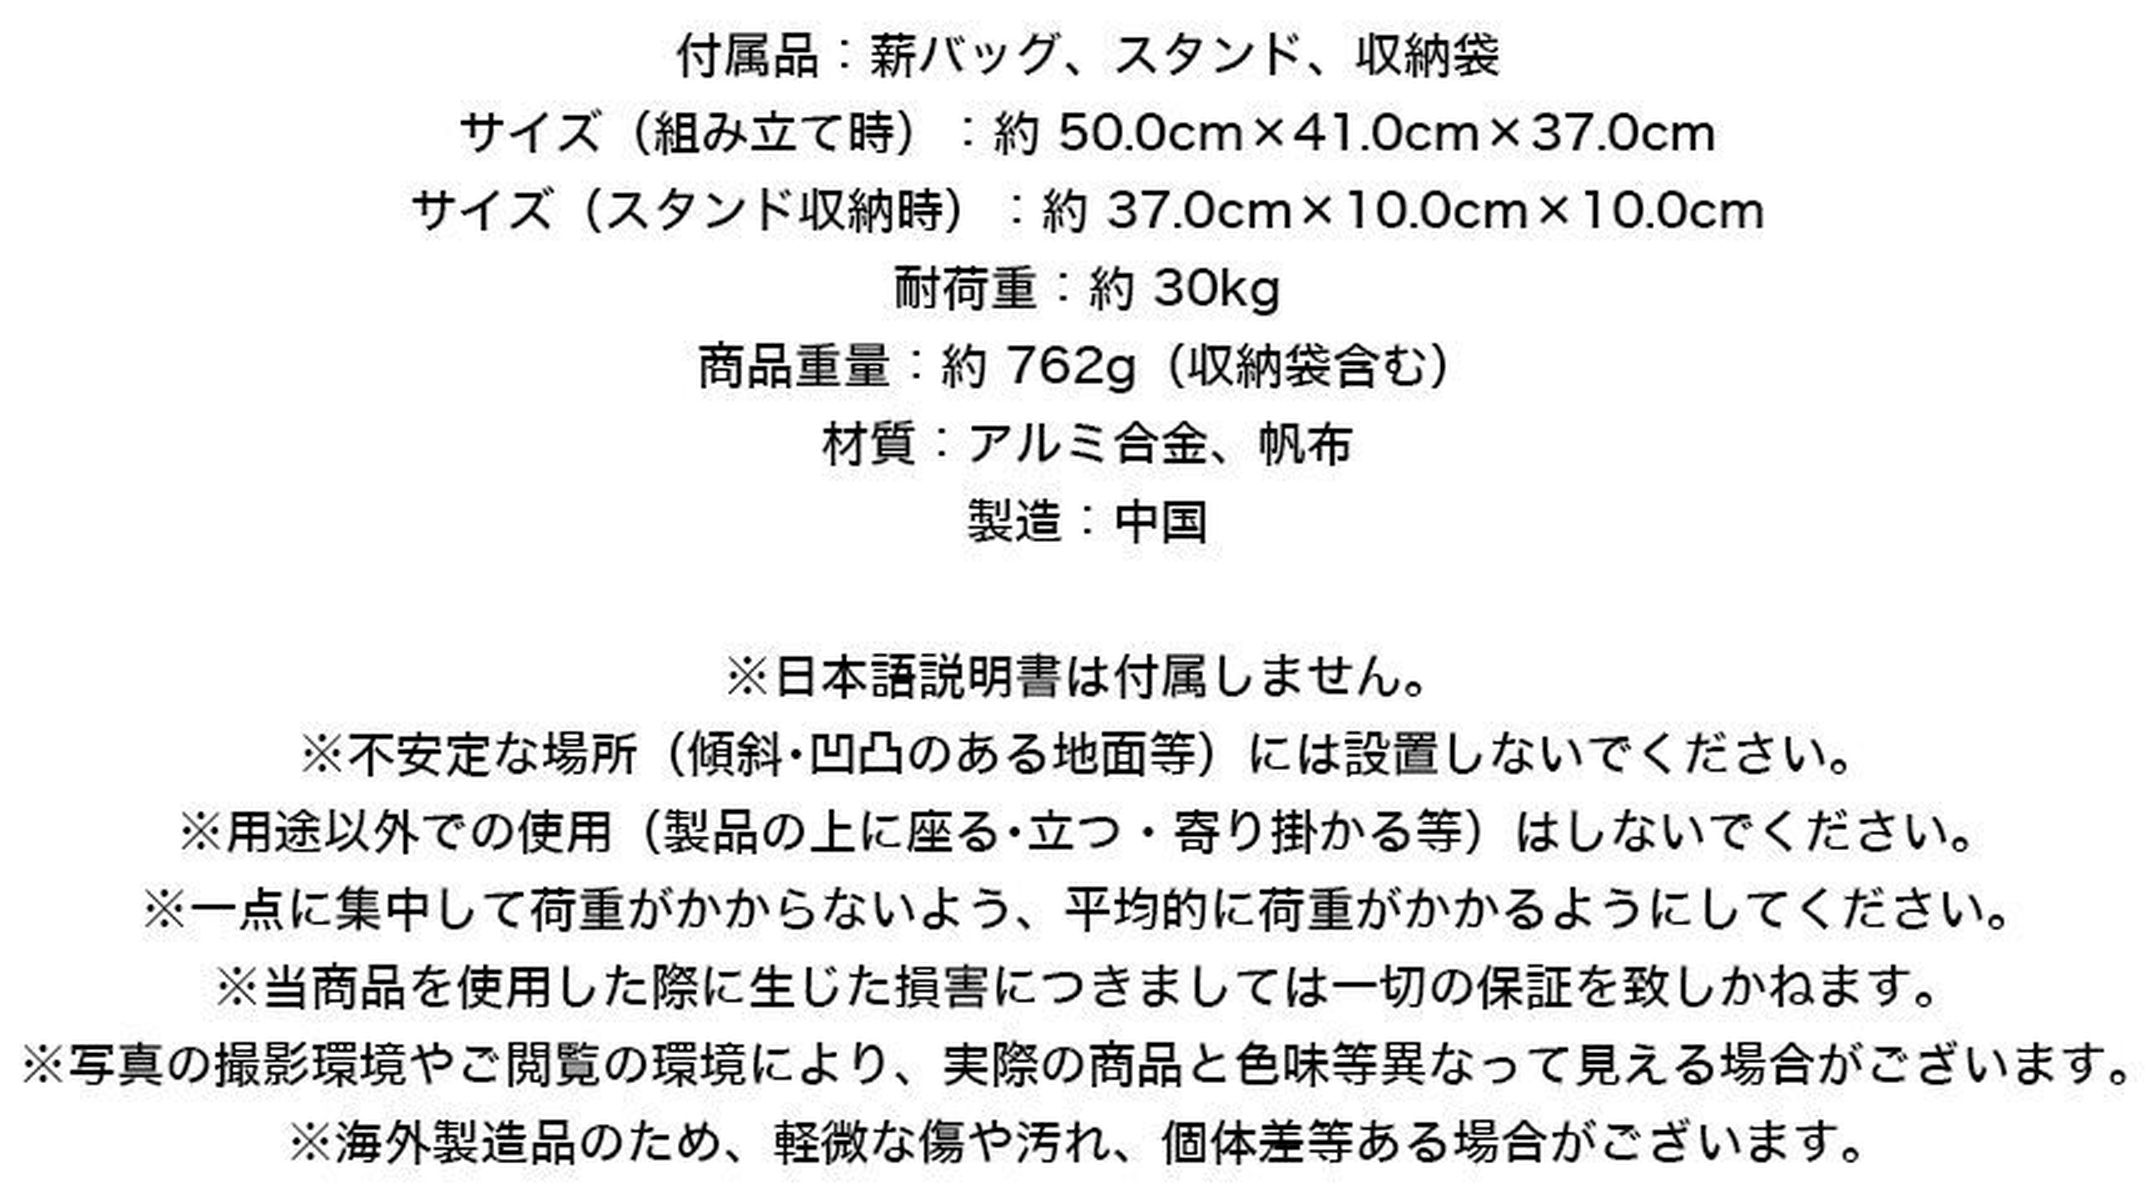 付属品：薪バッグ、スタンド、収納袋
サイズ（組み立て時）：約 50.0cm×41.0cm×37.0cm
サイズ（スタンド収納時）：約 37.0cm×10.0cm×10.0cm
耐荷重：約 30kg
商品重量：約 762g（収納袋含む）
材質：アルミ合金、帆布
製造：中国
※日本語説明書は付属しません。
※不安定な場所（傾斜･凹凸のある地面等）には設置しないでください。
※用途以外での使用（製品の上に座る･立つ・寄り掛かる等）はしないでください。
※一点に集中して荷重がかからないよう、平均的に荷重がかかるようにしてください。
※当商品を使用した際に生じた損害につきましては一切の保証を致しかねます。
※写真の撮影環境やご閲覧の環境により、実際の商品と色味等異なって見える場合がございます。
※海外製造品のため、軽微な傷や汚れ、個体差等ある場合がございます。